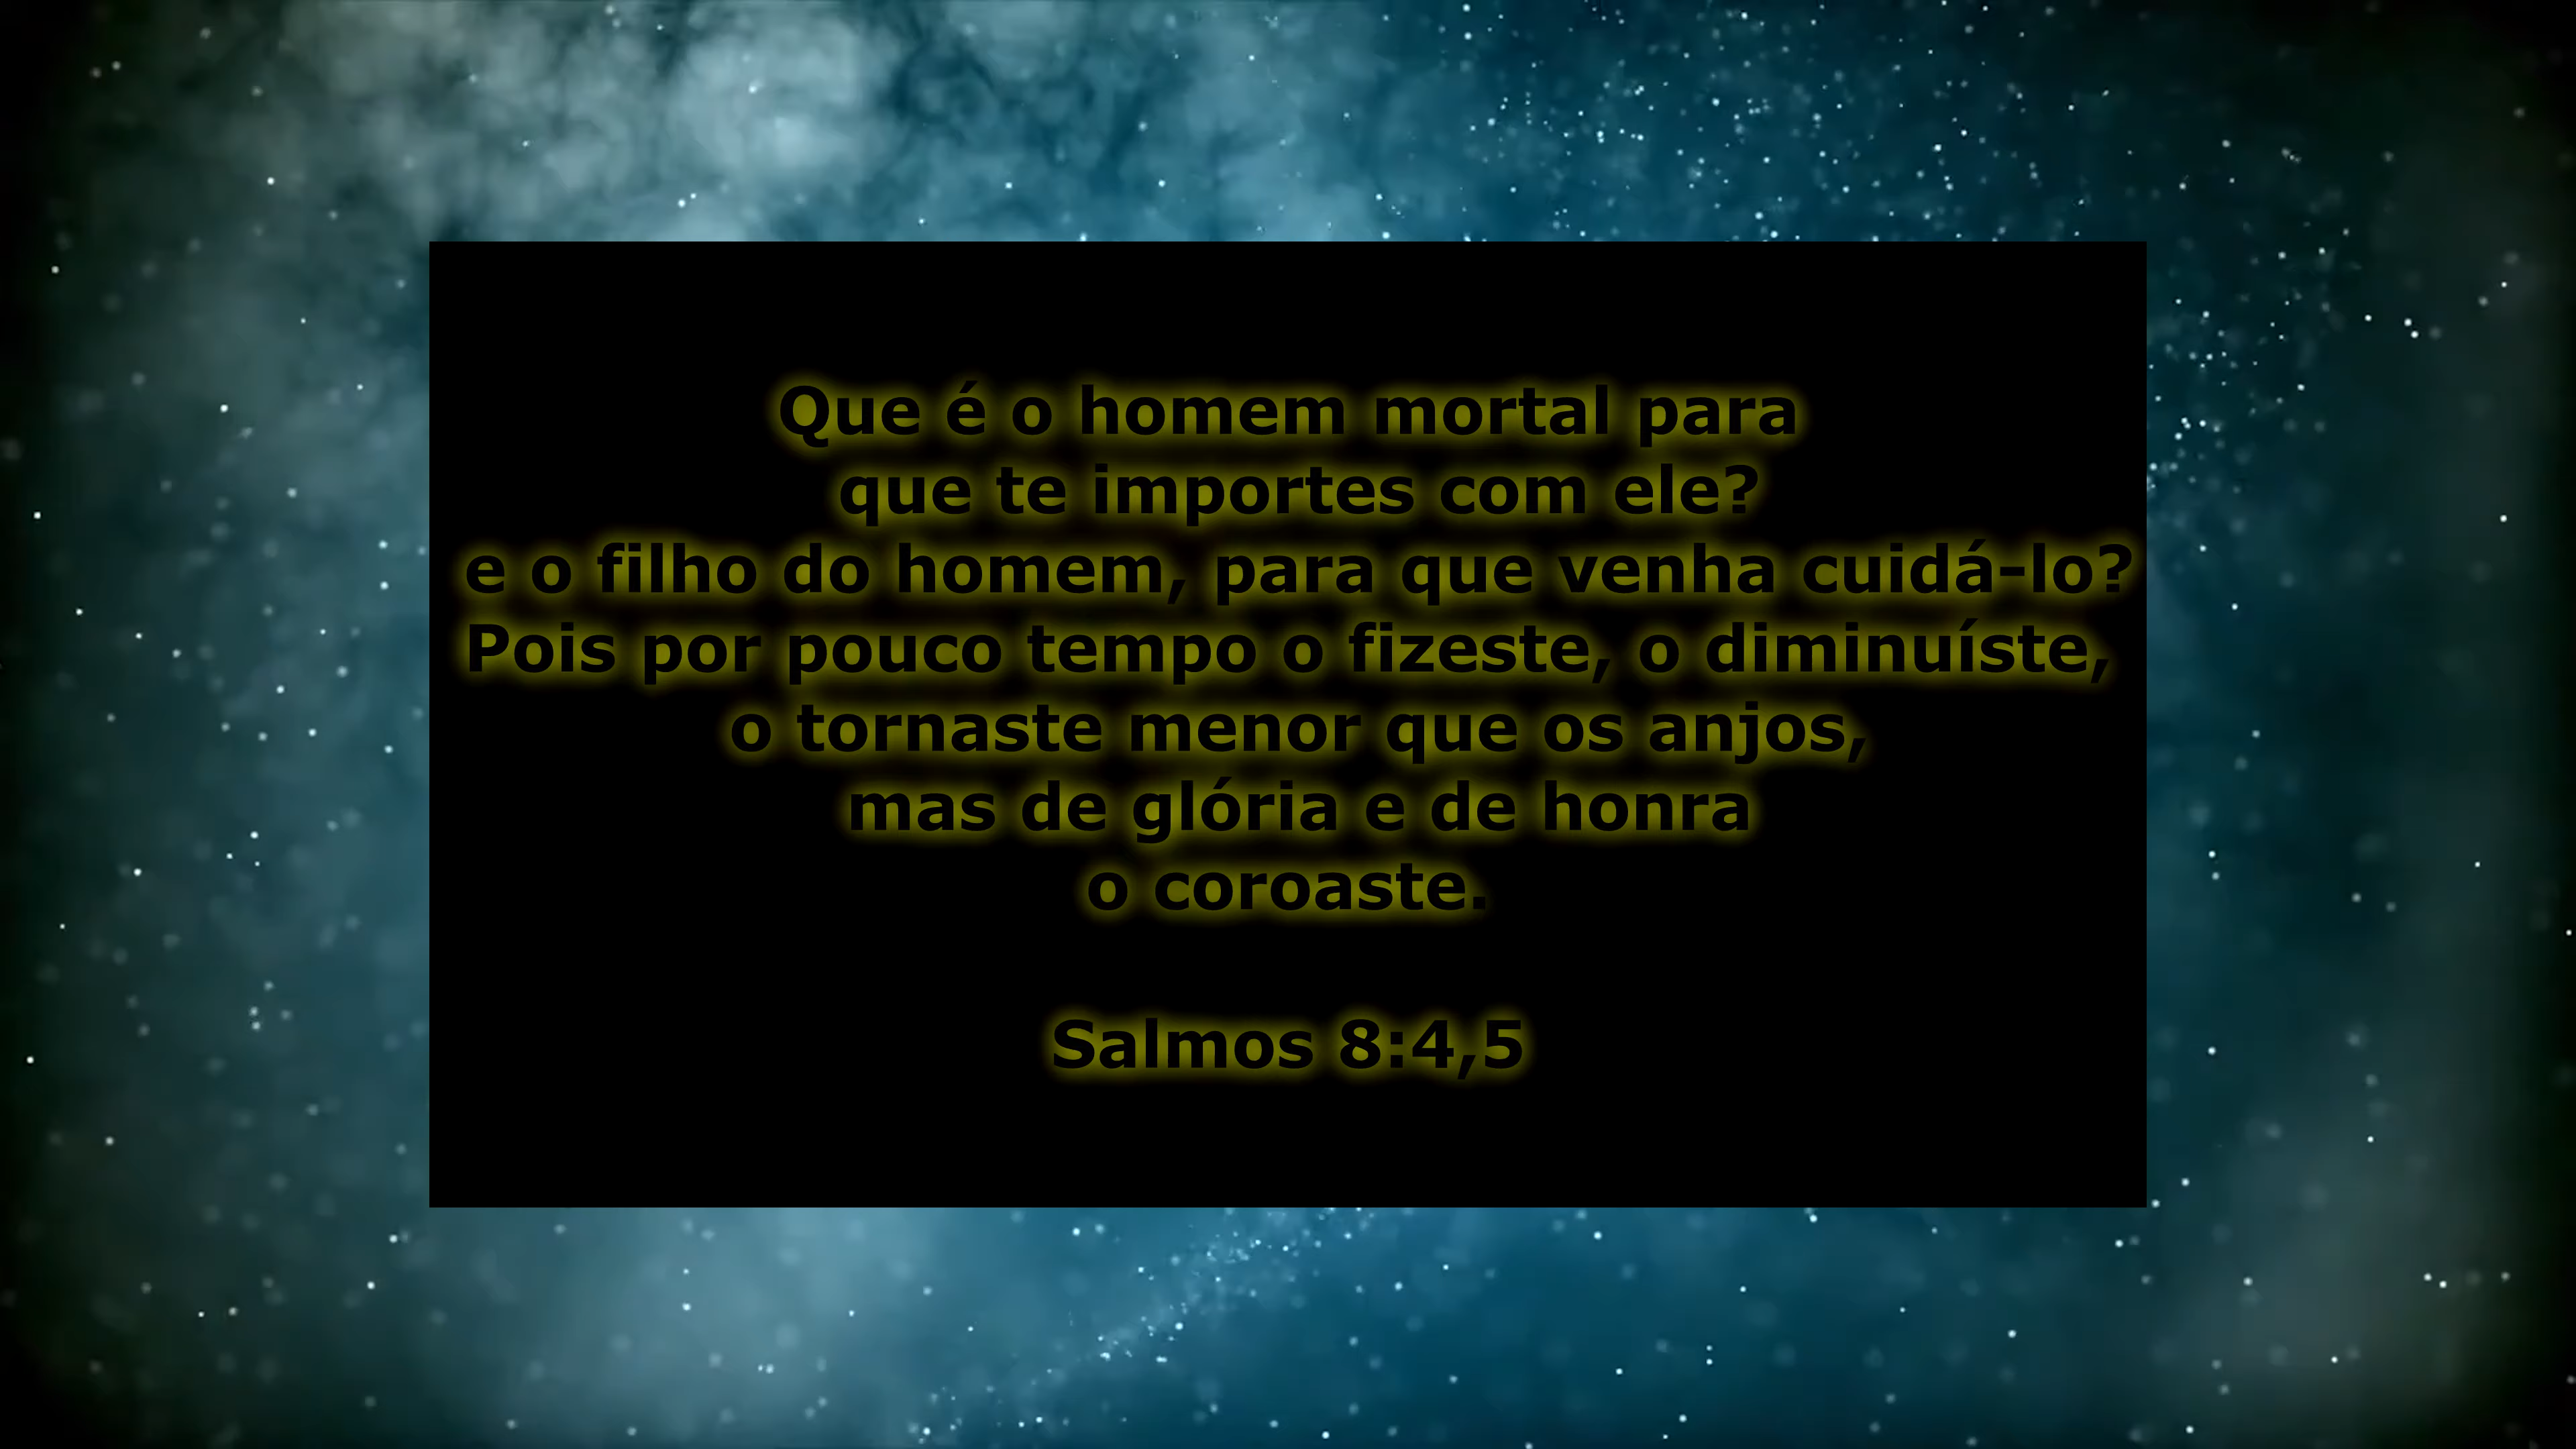 Que é o homem mortal para
que te importes com ele?
e o filho do homem, para que venha cuidá-lo?
Pois por pouco tempo o fizeste, o diminuíste,
o tornaste menor que os anjos,
mas de glória e de honra
o coroaste.
Salmos 8:4,5